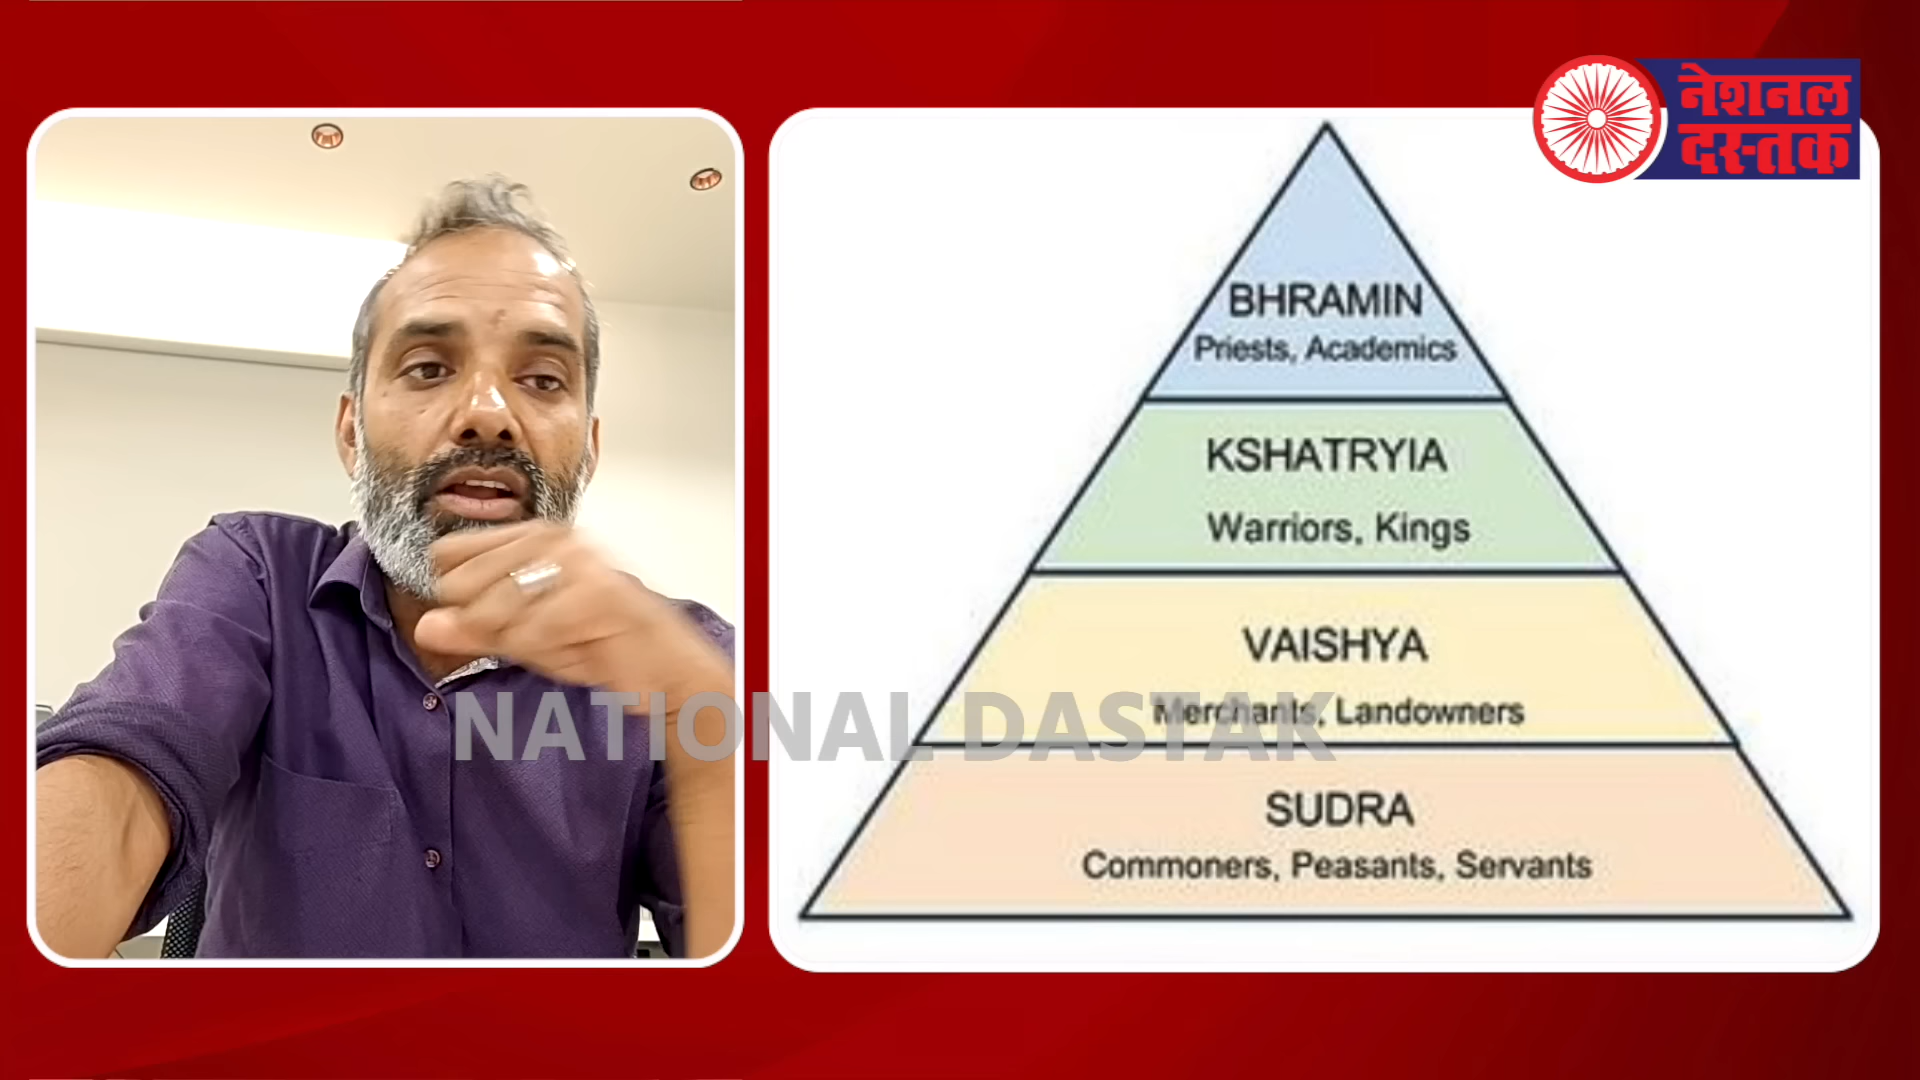 नेशनल
दस्तक
BHRAMIN
Priests, Academics
KSHATRYIA
Warriors, Kings
VAISHYA
Merchants, Landowners
NATIONAL DASTAK
SUDRA
Commoners, Peasants, Servants